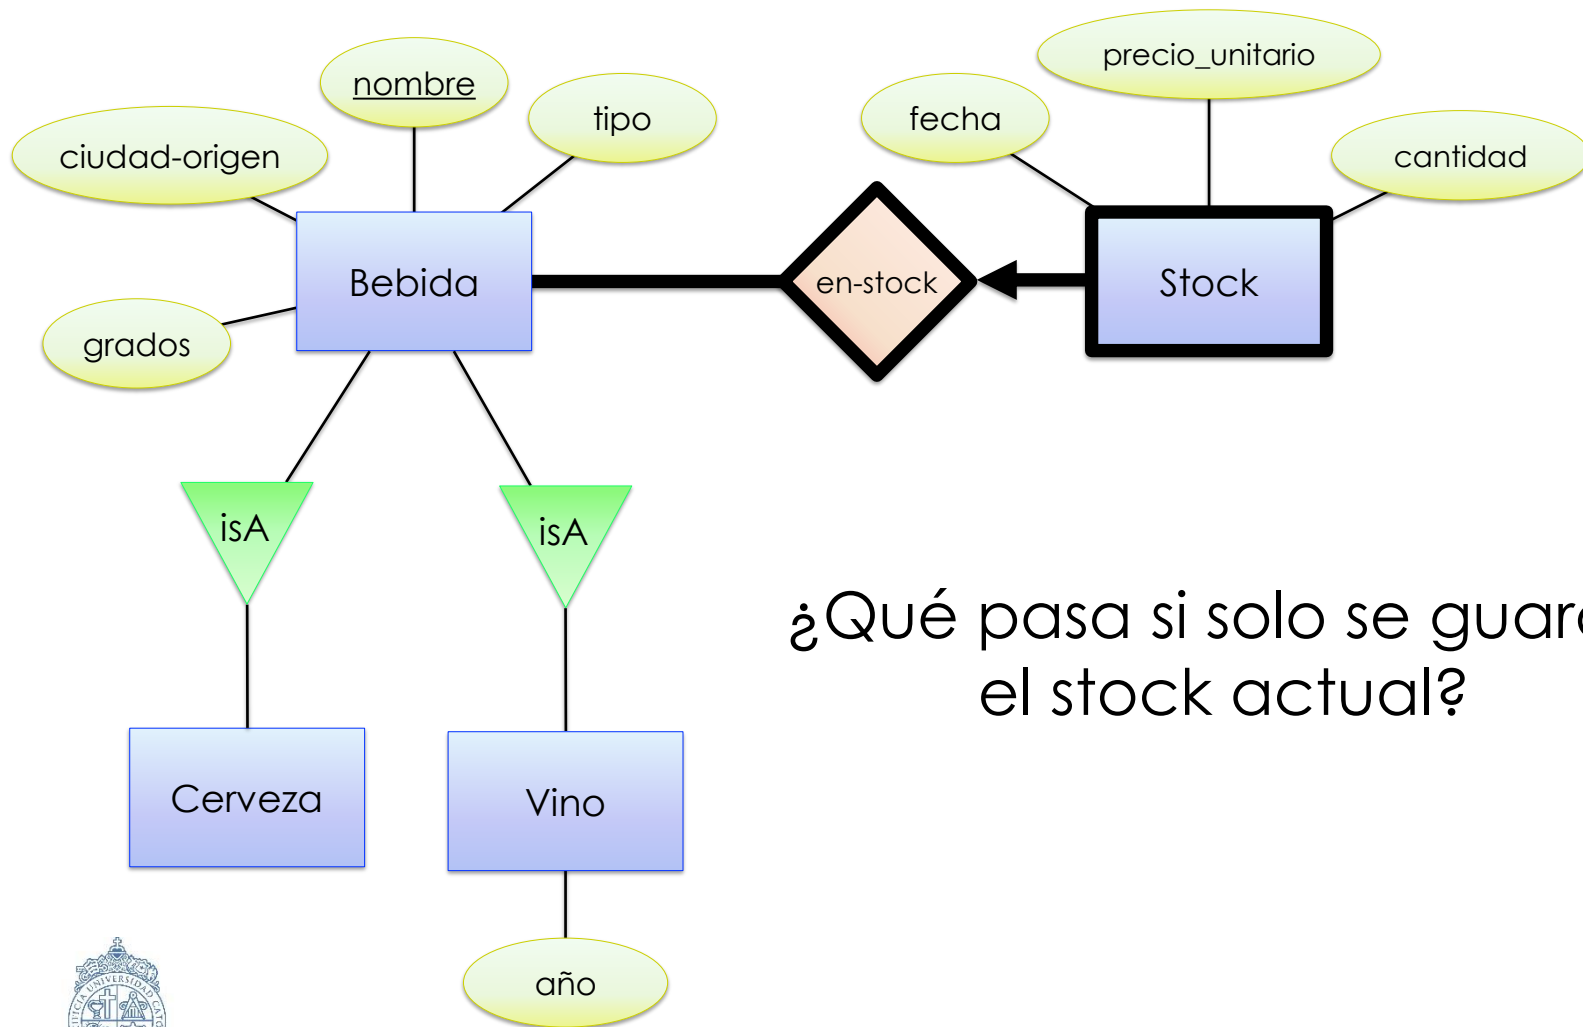 nombre
precio_unitario
ciudad-origen
tipo
fecha
cantidad
Bebida
en-stock
Stock
grados
isA
isA
¿Qué pasa si solo se
el stock actual?
Cerveza
Vino
año